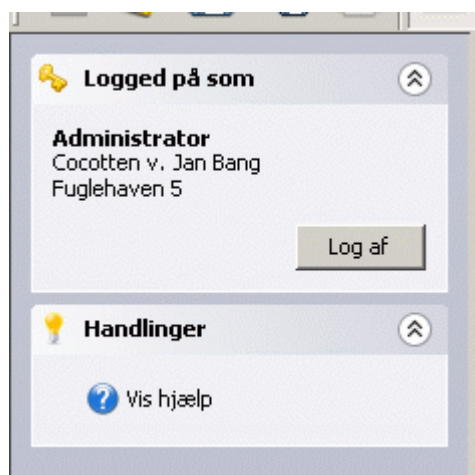 Logged på som
Administrator
Cocotten v. Jan Bang
Fuglehaven 5
Log af
Handlinger
Vis hjælp